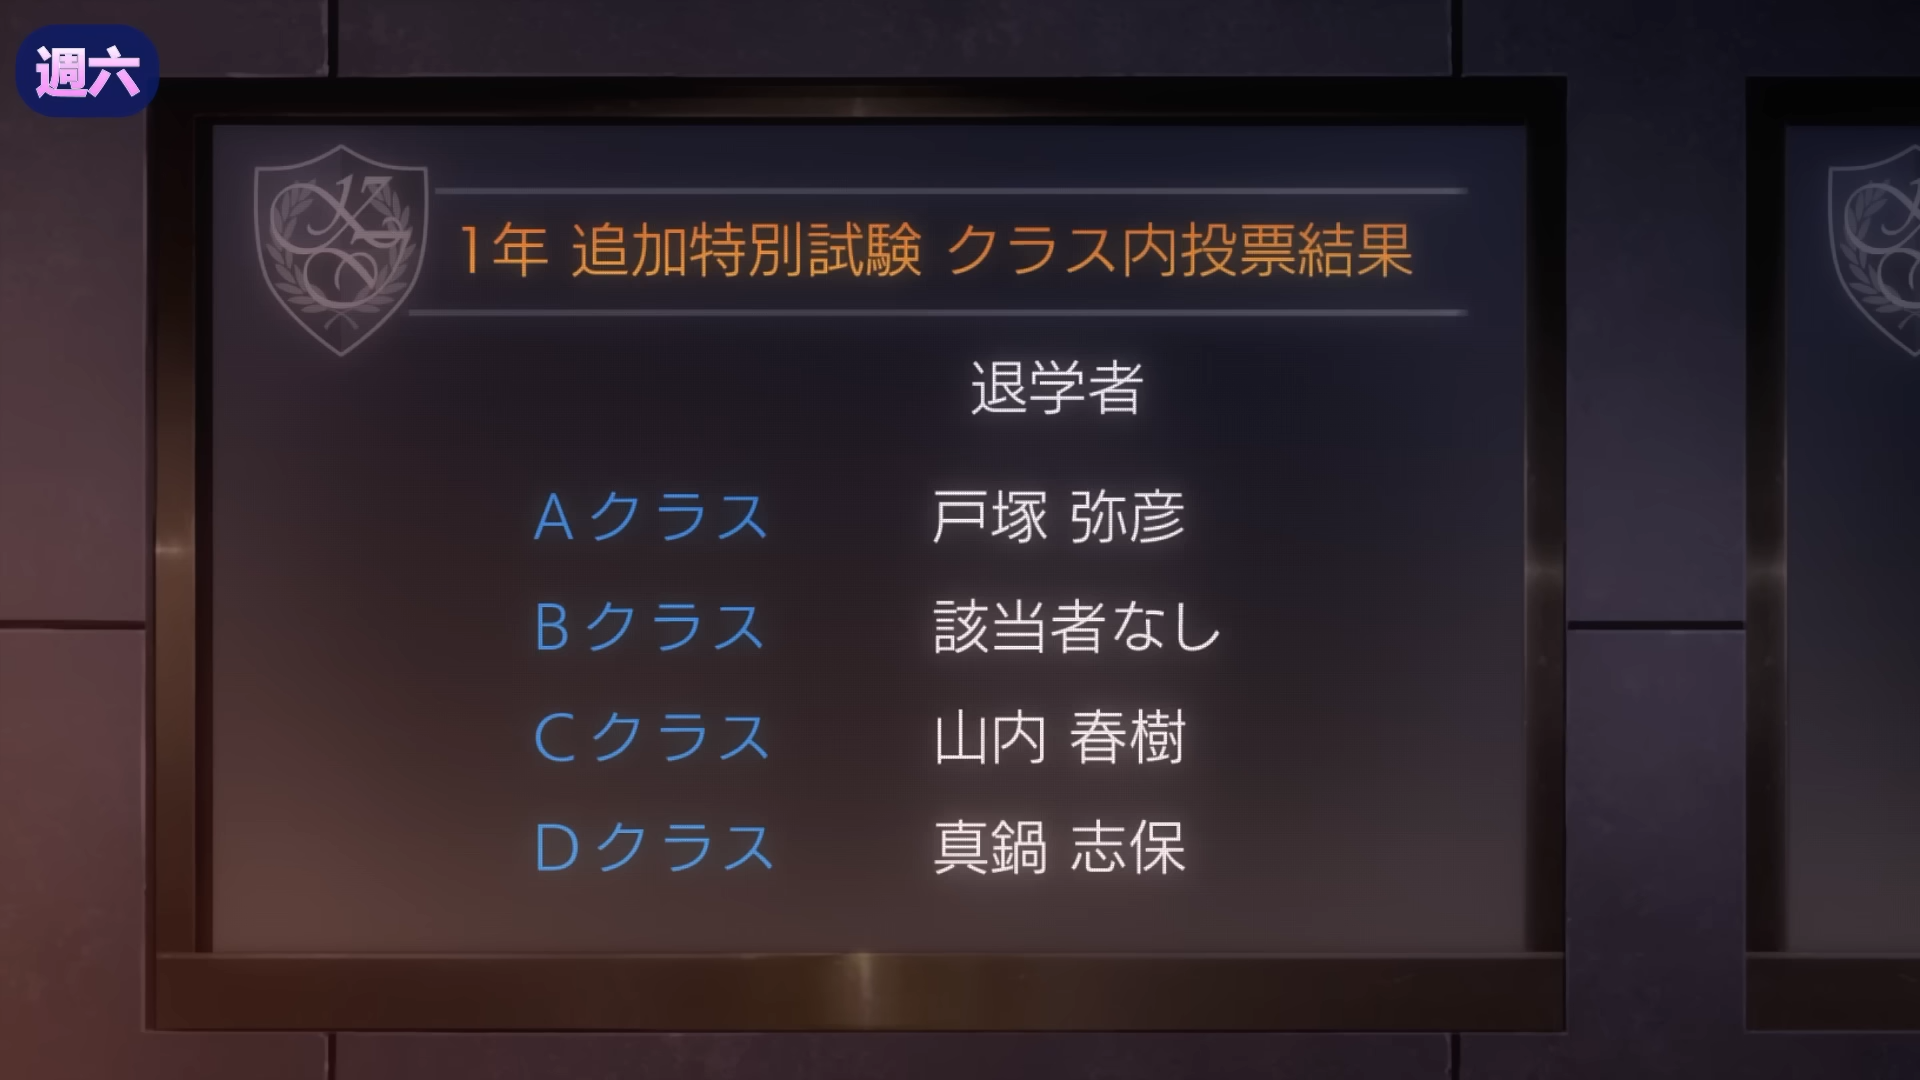 週六
1年 追加特別試験 クラス内投票結果
退学者
Aクラス 戸塚 弥彦
Bクラス 該当者なし
Cクラス 山内 春樹
Dクラス 真鍋 志保